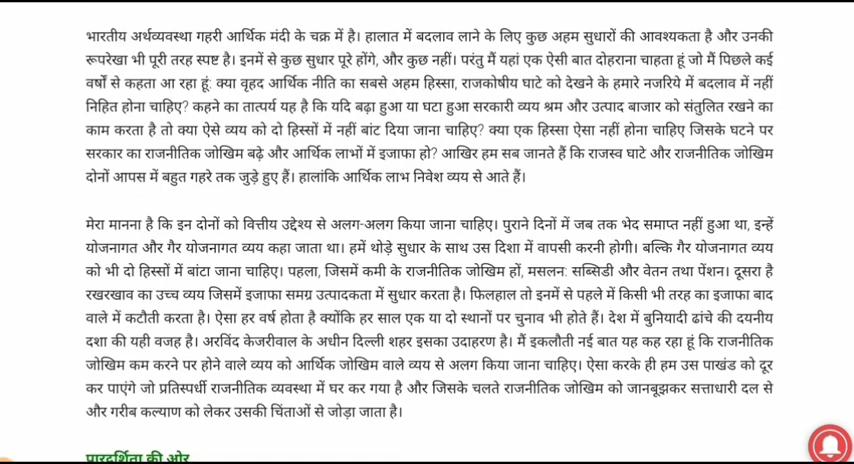 भारतीय अर्थव्यवस्था गहरी आर्थिक मंदी के चक्र में है। हालात में बदलाव लाने के लिए कुछ अहम सुधारों की आवश्यकता है और उनकी
रूपरेखा भी पूरी तरह स्पष्ट है। इनमें से कुछ सुधार पूरे होंगे, और कुछ नहीं। परंतु मैं यहां एक ऐसी बात दोहराना चाहता हूं जो मैं पिछले कई
वर्षों से कहता आ रहा हूं: क्या वृहद आर्थिक नीति का सबसे अहम हिस्सा, राजकोषीय घाटे को देखने के हमारे नजरिये में बदलाव में नहीं
निहित होना चाहिए? कहने का तात्पर्य यह है कि यदि बढ़ा हुआ या घटा हुआ सरकारी व्यय श्रम और उत्पाद बाजार को संतुलित रखने का
काम करता है तो क्या ऐसे व्यय को दो हिस्सों में नहीं बांट दिया जाना चाहिए? क्या एक हिस्सा ऐसा नहीं होना चाहिए जिसके घटने पर
सरकार का राजनीतिक जोखिम बढ़े और आर्थिक लाभों में इजाफा हो? आखिर हम सब जानते हैं कि राजस्व घाटे और राजनीतिक जोखिम
दोनों आपस में बहुत गहरे तक जुड़े हुए हैं। हालांकि आर्थिक लाभ निवेश व्यय से आते हैं।
मेरा मानना है कि इन दोनों को वित्तीय उद्देश्य से अलग-अलग किया जाना चाहिए। पुराने दिनों में जब तक भेद समाप्त नहीं हुआ था, इन्हें
योजनागत और गैर योजनागत व्यय कहा जाता था। हमें थोड़े सुधार के साथ उस दिशा में वापसी करनी होगी। बल्कि गैर योजनागत व्यय
को भी दो हिस्सों में बांटा जाना चाहिए। पहला, जिसमें कमी के राजनीतिक जोखिम हों, मसलन: सब्सिडी और वेतन तथा पेंशन। दूसरा है
रखरखाव का उच्च व्यय जिसमें इजाफा समग्र उत्पादकता में सुधार करता है। फिलहाल तो इनमें से पहले में किसी भी तरह का इजाफा बाद
वाले में कटौती करता है। ऐसा हर वर्ष होता है क्योंकि हर साल एक या दो स्थानों पर चुनाव भी होते हैं। देश में बुनियादी ढांचे की दयनीय
दशा की यही वजह है। अरविंद केजरीवाल के अधीन दिल्ली शहर इसका उदाहरण है। मैं इकलौती नई बात यह कह रहा हूं कि राजनीतिक
जोखिम कम करने पर होने वाले व्यय को आर्थिक जोखिम वाले व्यय से अलग किया जाना चाहिए। ऐसा करके ही हम उस पाखंड को दूर
कर पाएंगे जो प्रतिस्पर्धी राजनीतिक व्यवस्था में घर कर गया है और जिसके चलते राजनीतिक जोखिम को जानबूझकर सत्ताधारी दल से
और गरीब कल्याण को लेकर उसकी चिंताओं से जोड़ा जाता है।
पारदर्शिता की ओर